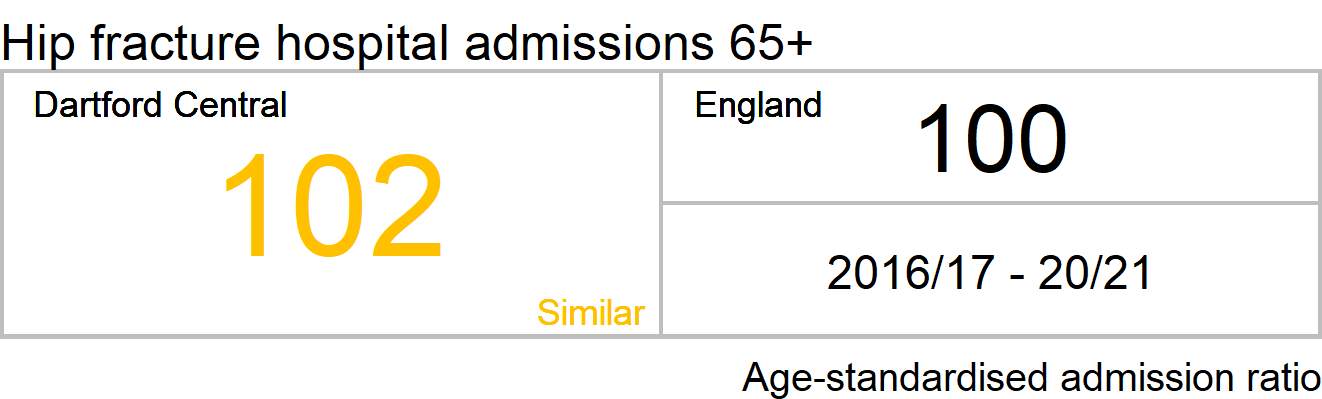 Hip fracture hospital admissions 65+
Dartford Central
102
Similar
England
100
2016/17 - 20/21
Age-standardised admission ratio